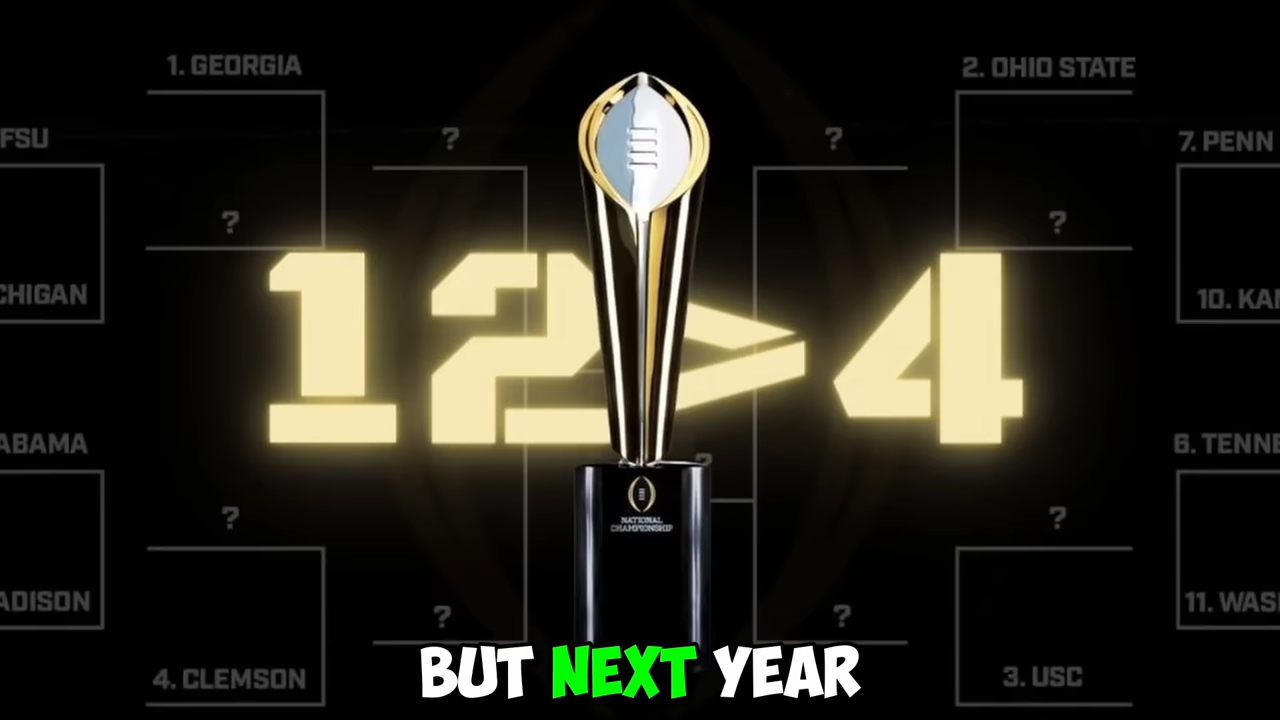 1. GEORGIA
2. OHIO STATE
FSU
?
?
7. PENN
?
?
12>4
CHIGAN
10. KA
ABAMA
6. TENNE
?
NATIONAL
CHAMPIONSHIP
?
?
ADISON
11. WAS
?
?
4. CLEMSON
3. USC
BUT NEXT YEAR